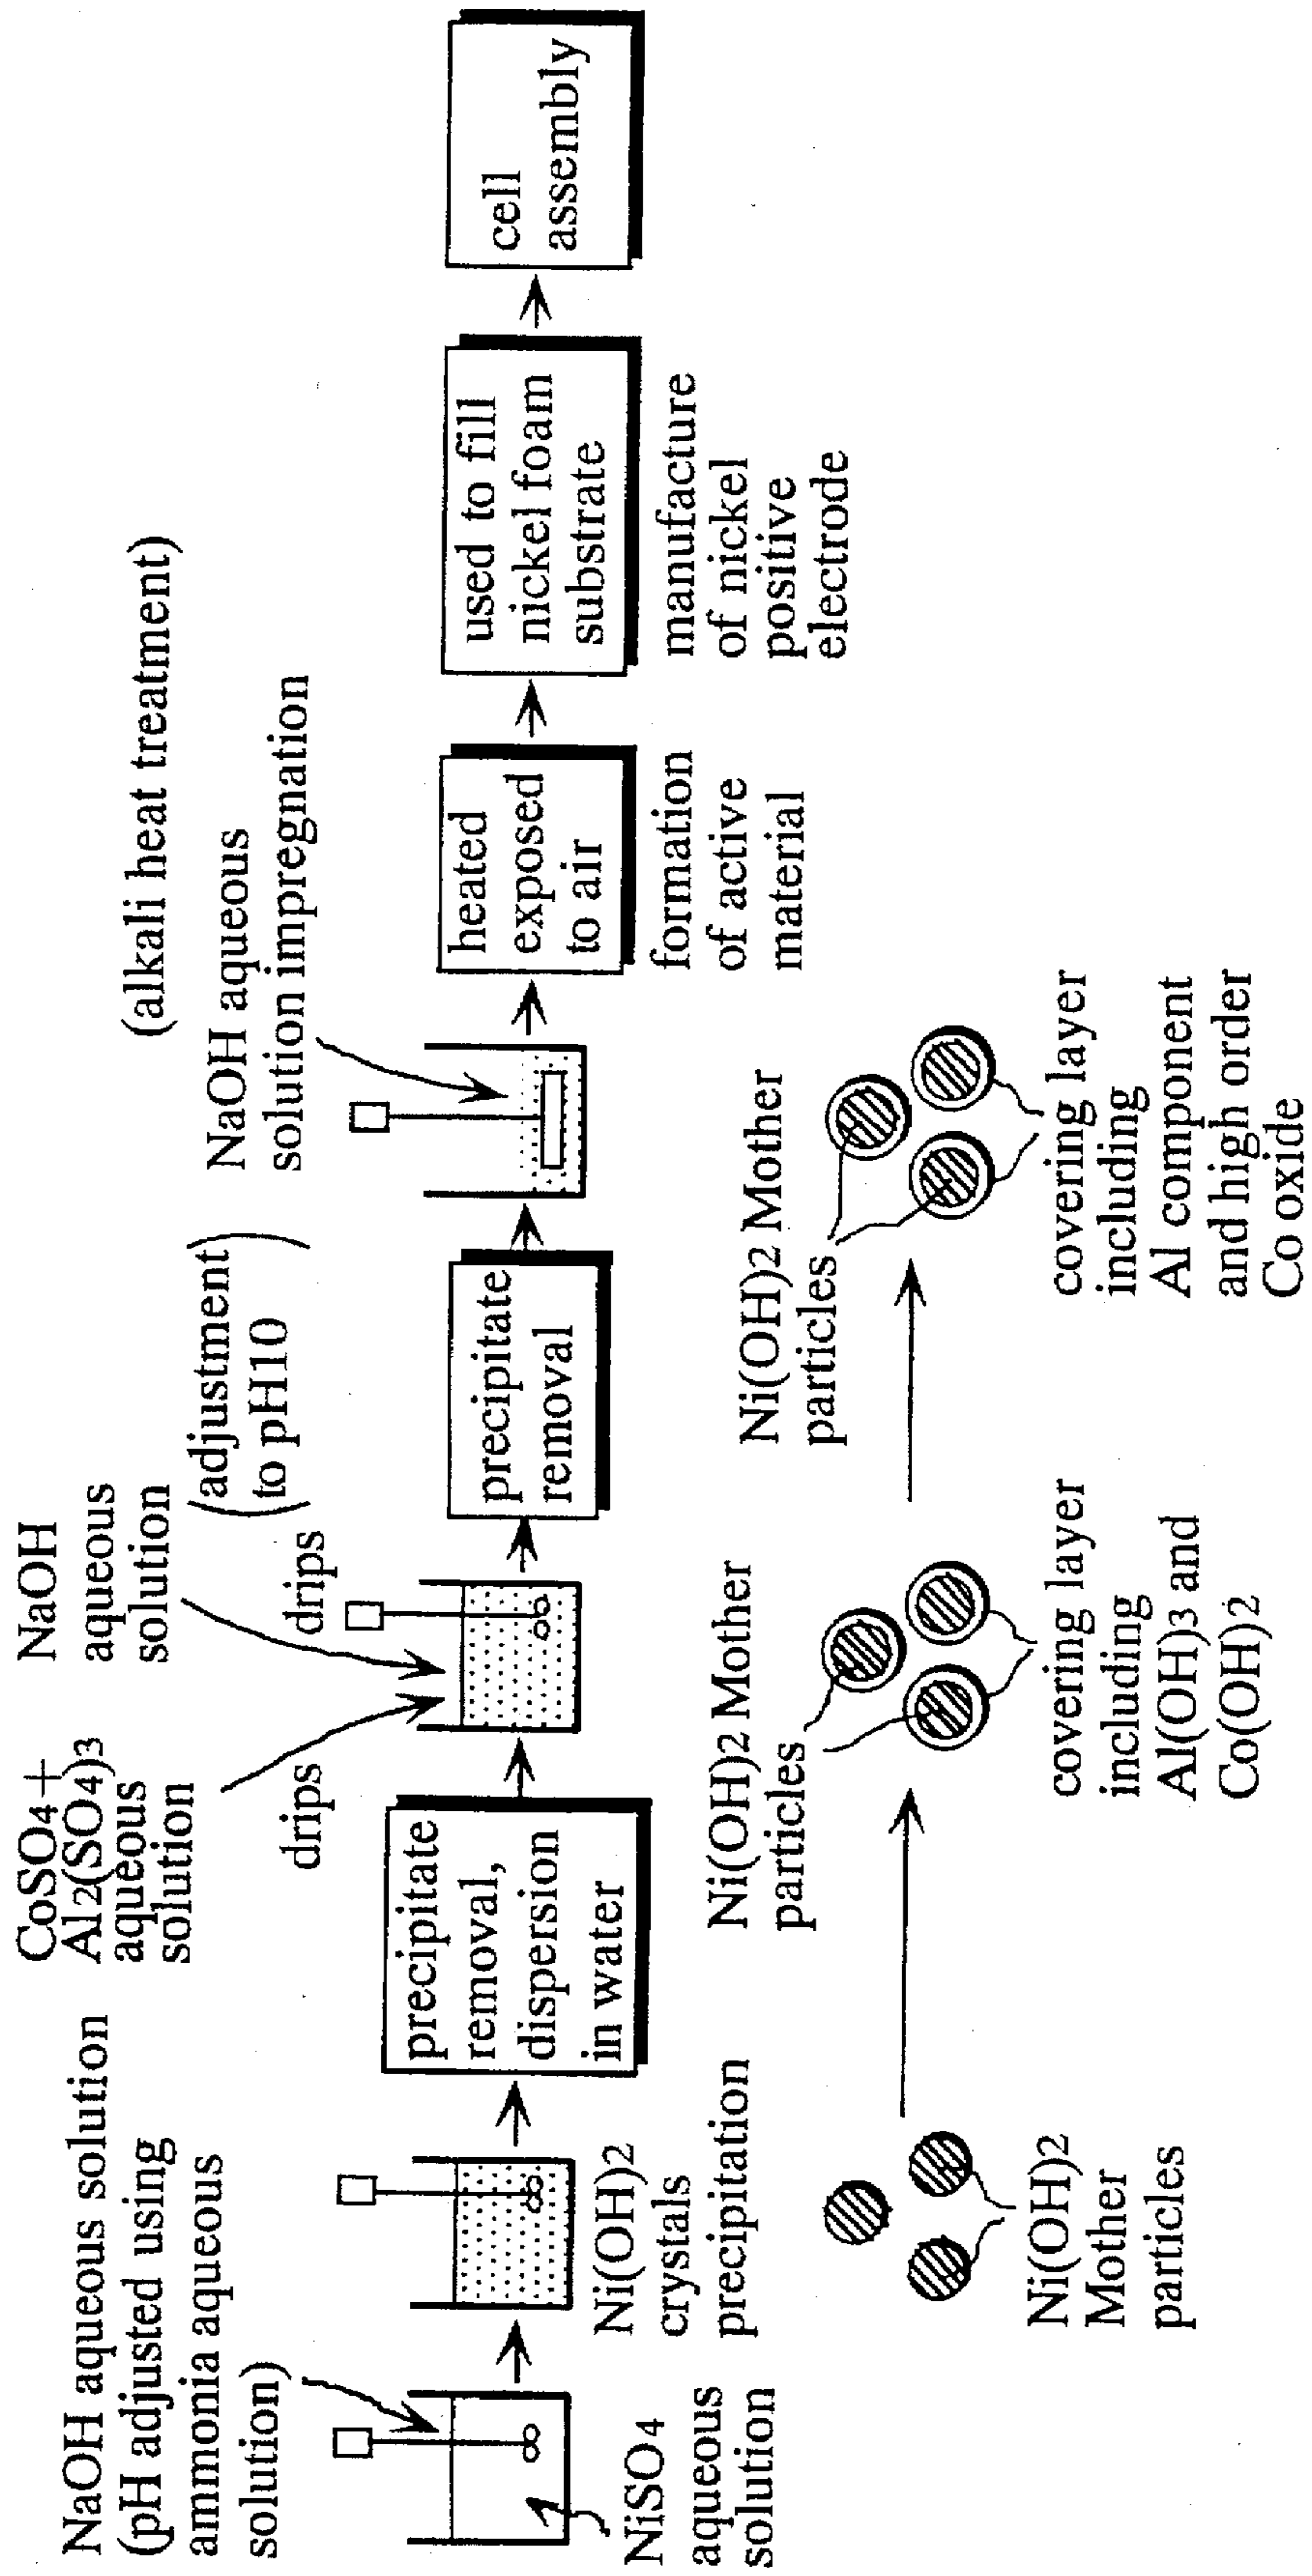 NaOH aqueous solution
(pH adjusted using
ammonia aqueous
solution)
NiSO4
aqueous
solution
Ni(OH)2
crystals
precipitation
precipitate
removal,
dispersion
in water
CoSO4+
Al2(SO4)3
aqueous
solution
drips
NaOH
aqueous
solution
drips
(adjustment
to pH10)
precipitate
removal
(alkali heat treatment)
NaOH aqueous
solution impregnation
heated
exposed
to air
formation
of active
material
used to fill
nickel foam
substrate
manufacture
of nickel
positive
electrode
cell
assembly
Ni(OH)2
Mother
particles
Ni(OH)2 Mother
particles
covering layer
including
Al(OH)3 and
Co(OH)2
Ni(OH)2 Mother
particles
covering layer
including
Al component
and high order
Co oxide